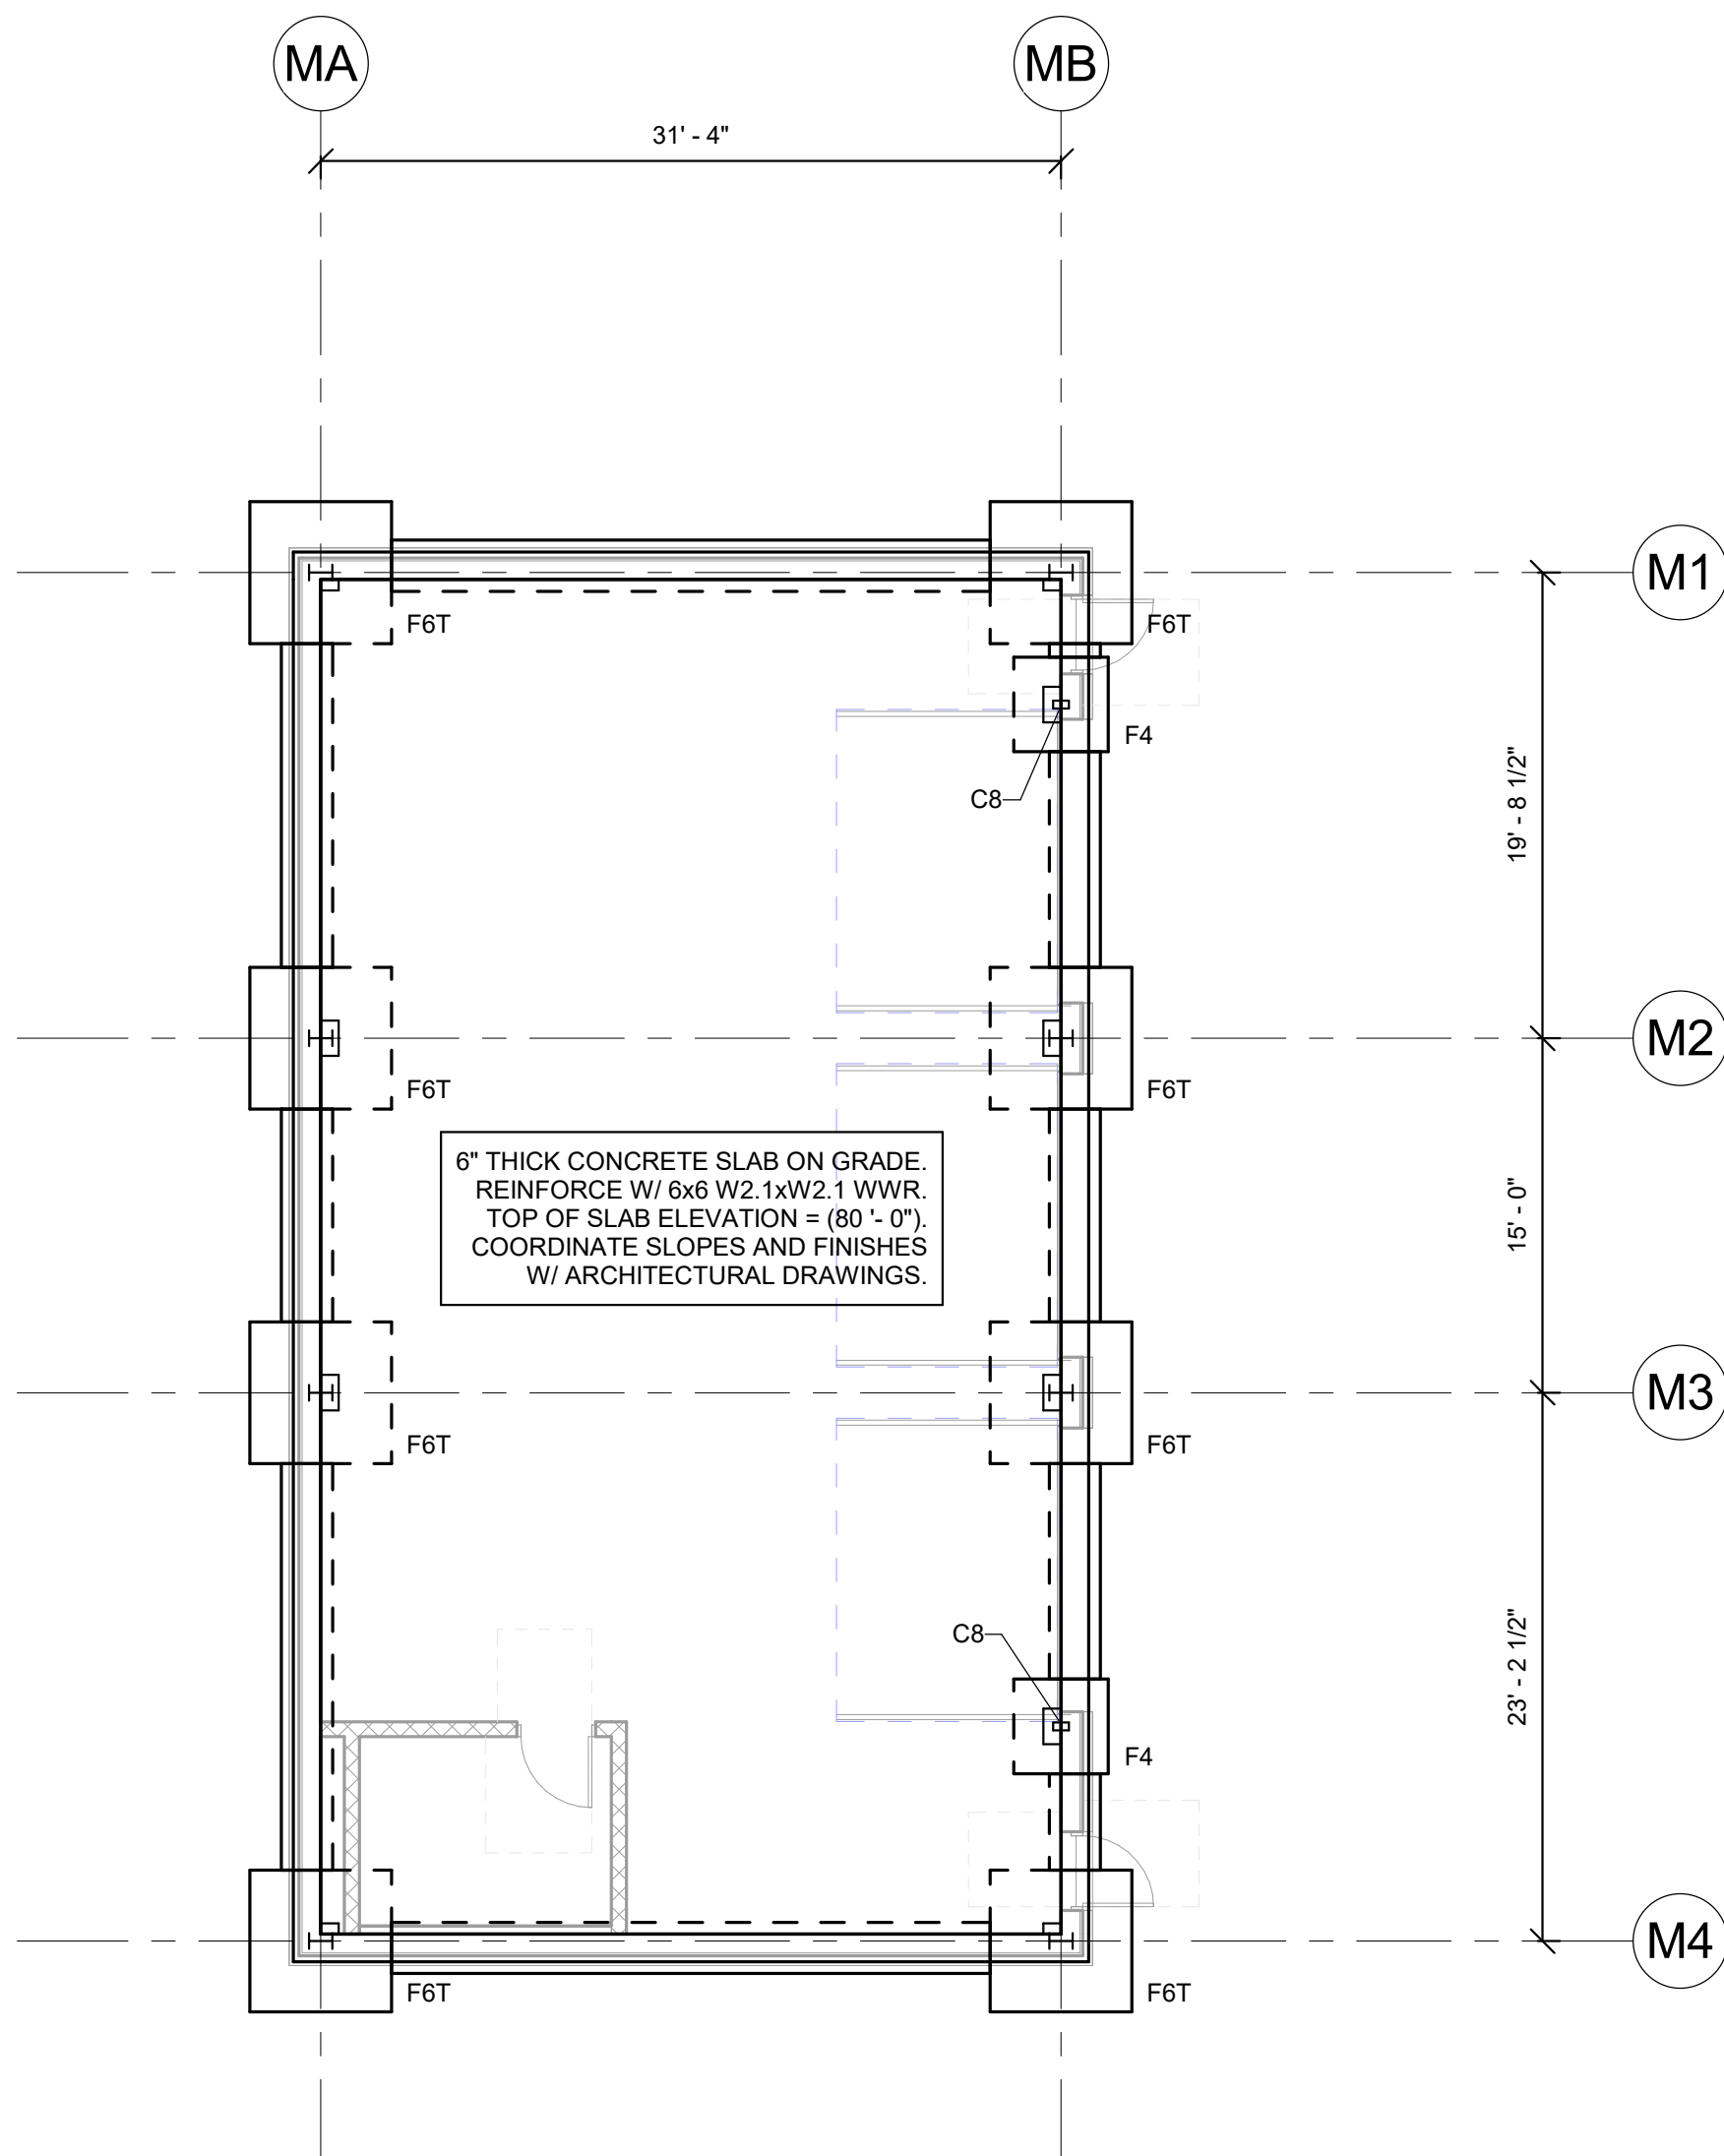 MA
MB
31' - 4"
M1
F6T
F6T
F4
C8
19' - 8 1/2"
M2
F6T
F6T
6" THICK CONCRETE SLAB ON GRADE.
REINFORCE W/ 6x6 W2.1xW2.1 WWR.
TOP OF SLAB ELEVATION = (80 '- 0").
COORDINATE SLOPES AND FINISHES
W/ ARCHITECTURAL DRAWINGS.
15' - 0"
M3
F6T
F6T
C8
23' - 2 1/2"
F4
M4
F6T
F6T